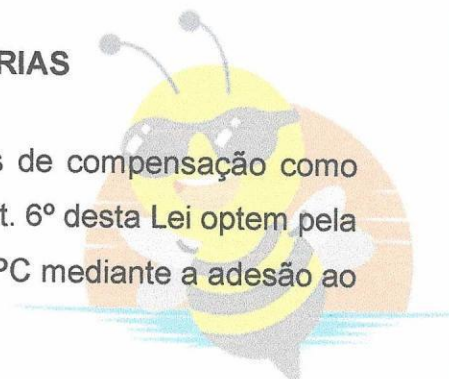 RIAS
s de compensação como
t. 6º desta Lei optem pela
PC mediante a adesão ao